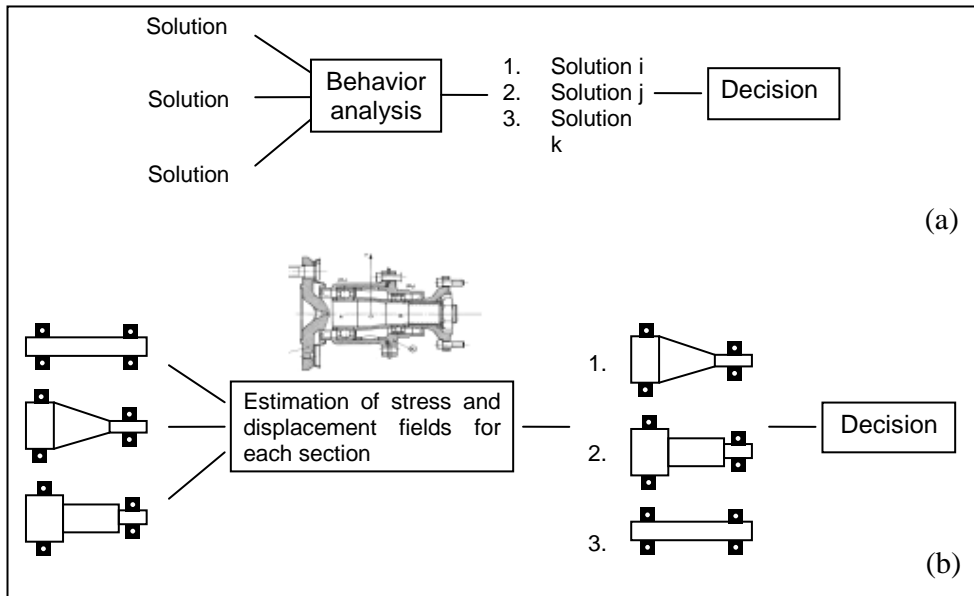 Solution
Solution
Solution
Behavior
analysis
1. Solution i
2. Solution j
3. Solution
k
Decision
(a)
Estimation of stress and
displacement fields for
each section
1.
2.
3.
Decision
(b)